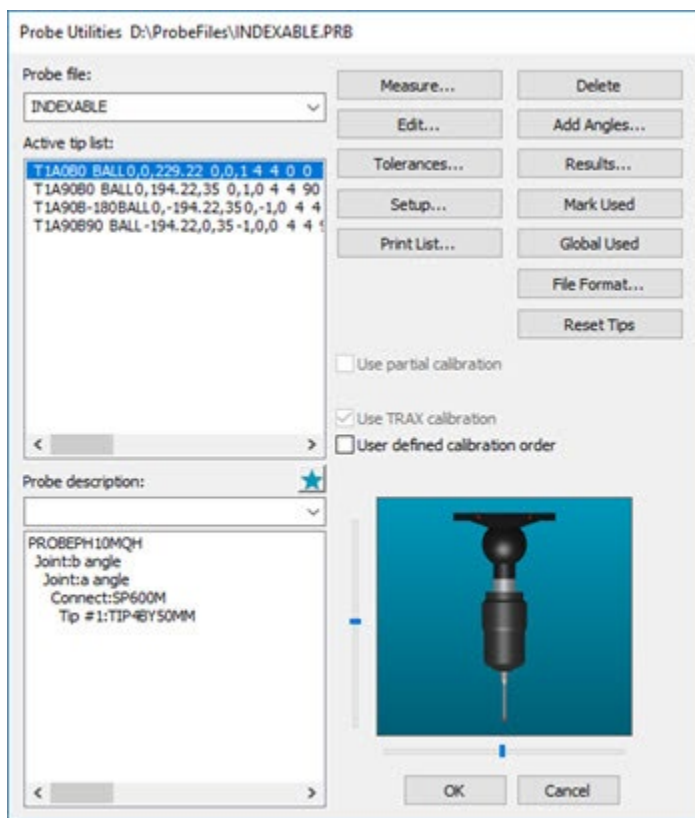 Probe Utilities D:\ProbeFiles\INDEXABLE.PRB
Probe file:
INDEXABLE
Active tip list:
T1A0B0 BALL0,0,229.22 0,0,1 4 4 0 0
T1A90B0 BALL0,194.22,35 0,1,0 4 4 90
T1A90B-180BALL0,-194.22,350,-1,0 4 4
T1A90B90 BALL-194.22,0,35-1,0,0 4 4 9
Measure...
Delete
Edit...
Add Angles...
Tolerances...
Results...
Setup...
Mark Used
Print List...
Global Used
File Format...
Reset Tips
Use partial calibration
Use TRAX calibration
User defined calibration order
Probe description:
PROBEPH10MQH
Joint:b angle
Joint:a angle
Connect:SP600M
Tip #1:TIP4BY50MM
OK
Cancel